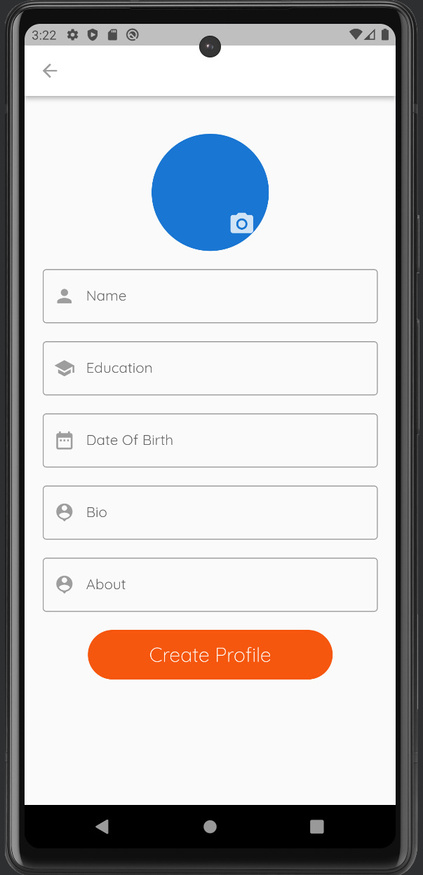 3:22
Name
Education
Date Of Birth
Bio
About
Create Profile